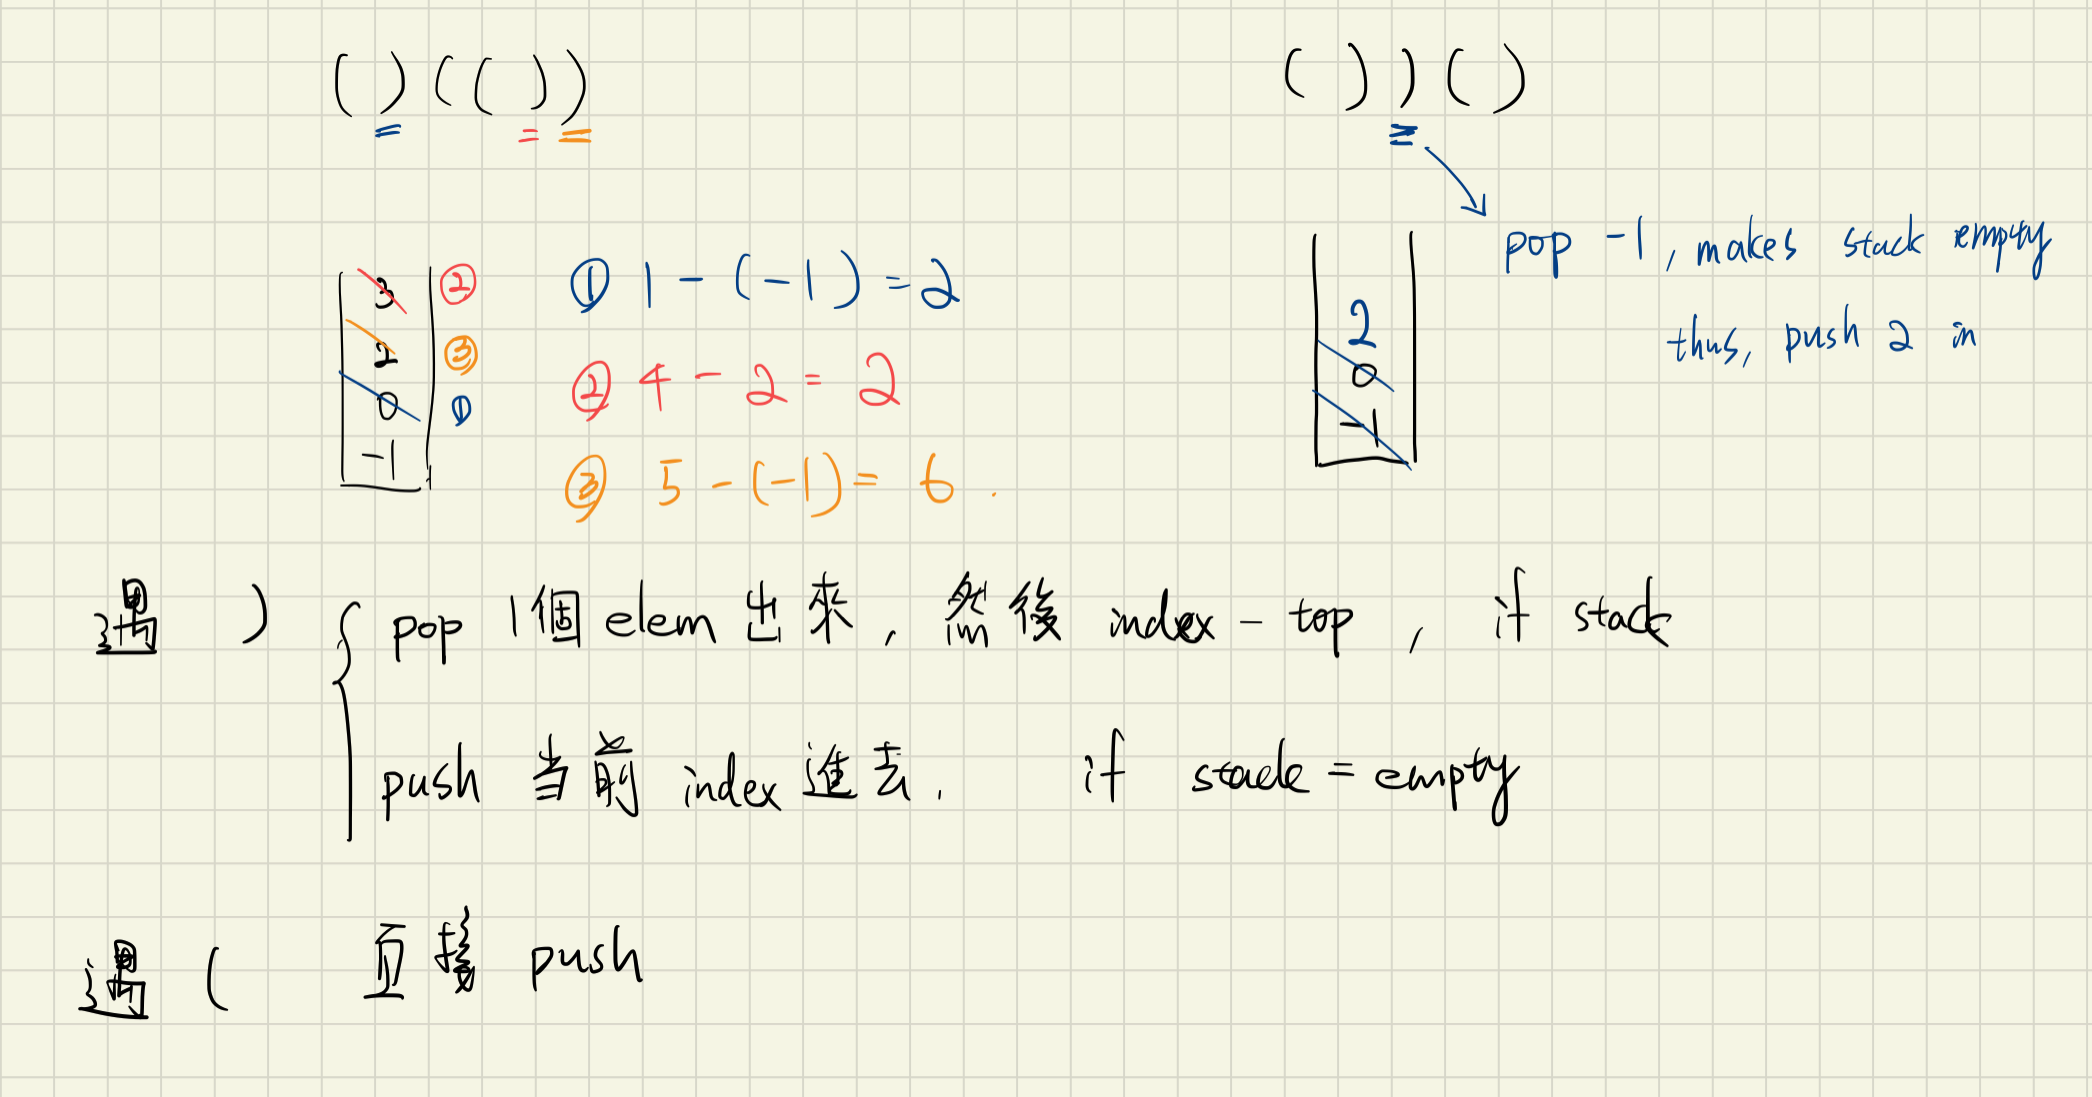 ( ) ( ( ) )
( ) ) ( )
3 ②
2 ③
0 ①
-1
① 1 - (-1) = 2
② 4 - 2 = 2
③ 5 - (-1) = 6 .
2
0
-1
pop -1, makes stack empty
thus, push 2 in
遇 ) { pop 1個 elem 出來, 然後 index - top , if stack
push 当前 index 進去, if stack = empty
遇 ( 直接 push